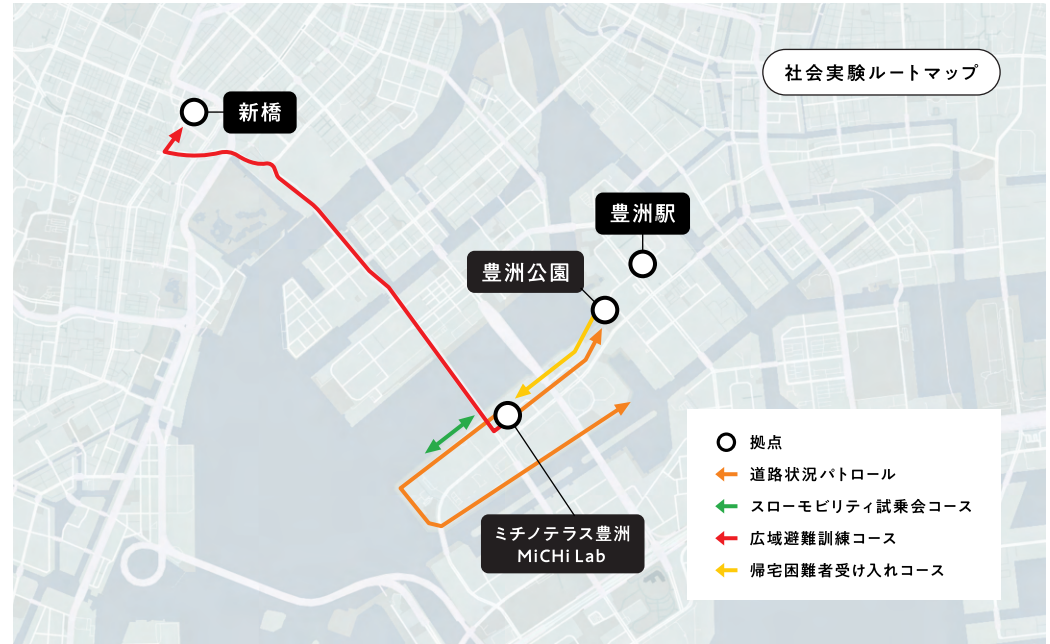 社会実験ルートマップ
新橋
豊洲駅
豊洲公園
ミチノテラス豊洲
MiCHi Lab
拠点
道路状況パトロール
スローモビリティ試乗会コース
広域避難訓練コース
帰宅困難者受け入れコース